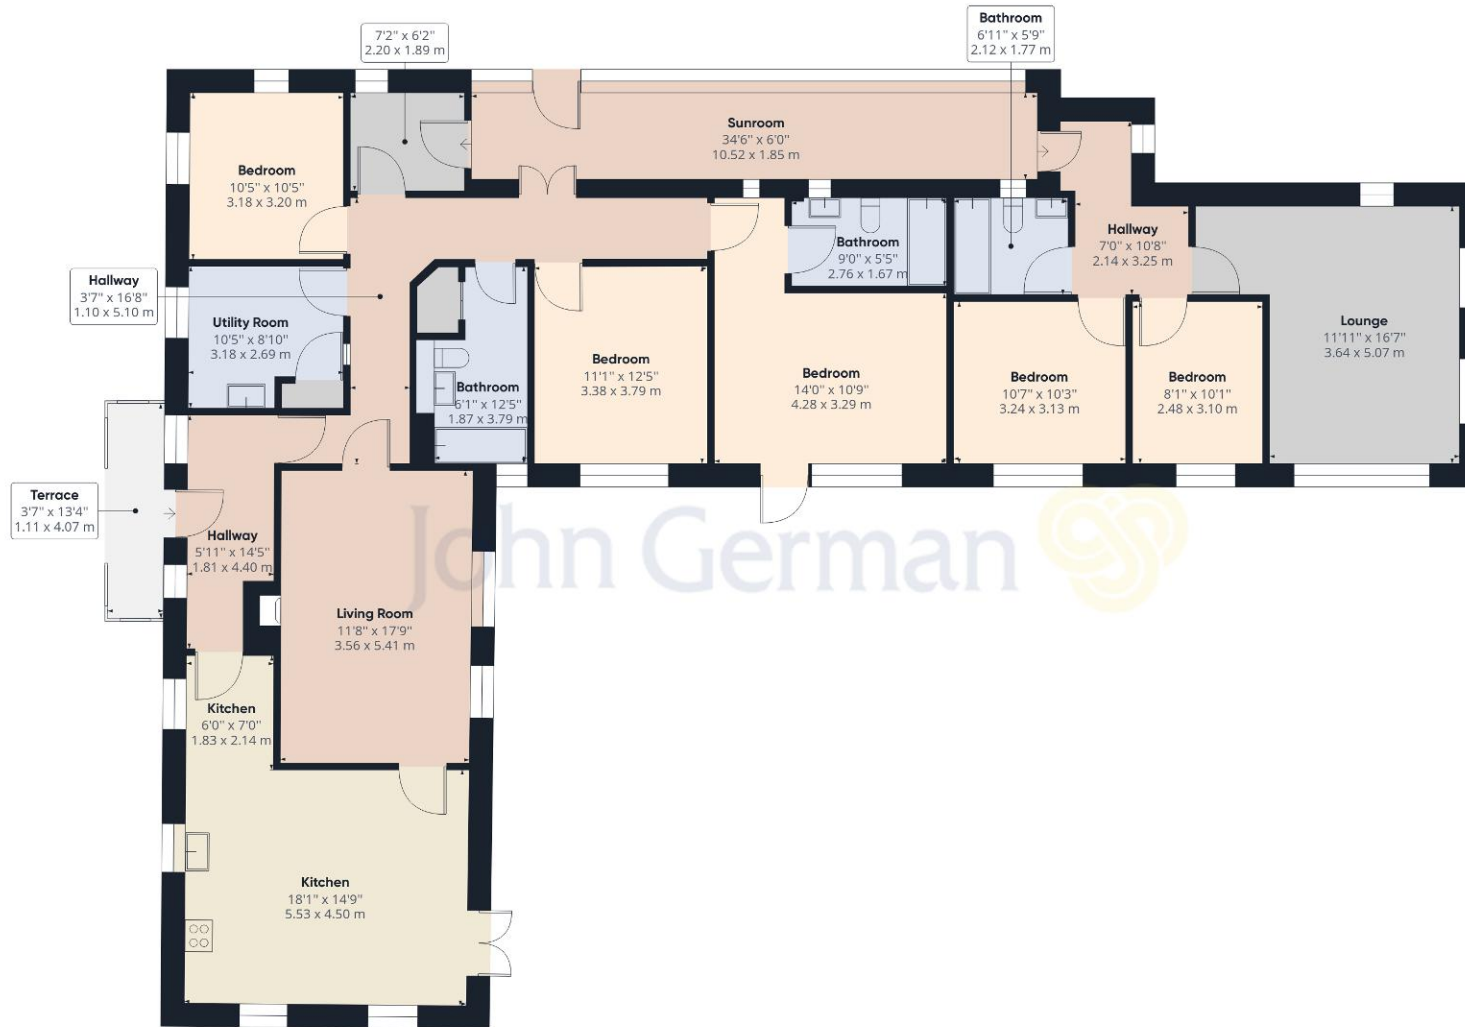 Bathroom
6'11" x 5'9"
2.12 x 1.77 m
7'2" x 6'2"
2.20 x 1.89 m
Sunroom
34'6" x 6'0"
10.52 x 1.85 m
Bedroom
10'5" x 10'5"
3.18 x 3.20 m
Bathroom
9'0" x 5'5"
2.76 x 1.67 m
Hallway
7'0" x 10'8"
2.14 x 3.25 m
Hallway
3'7" x 16'8"
1.10 x 5.10 m
Utility Room
10'5" x 8'10"
3.18 x 2.69 m
Lounge
11'11" x 16'7"
3.64 x 5.07 m
Bedroom
11'1" x 12'5"
3.38 x 3.79 m
Bedroom
14'0" x 10'9"
4.28 x 3.29 m
Bedroom
10'7" x 10'3"
3.24 x 3.13 m
Bedroom
8'1" x 10'1"
2.48 x 3.10 m
Bathroom
6'1" x 12'5"
1.87 x 3.79 m
Terrace
3'7" x 13'4"
1.11 x 4.07 m
Hallway
5'11" x 14'5"
1.81 x 4.40 m
John German
Living Room
11'8" x 17'9"
3.56 x 5.41 m
Kitchen
6'0" x 7'0"
1.83 x 2.14 m
Kitchen
18'1" x 14'9"
5.53 x 4.50 m